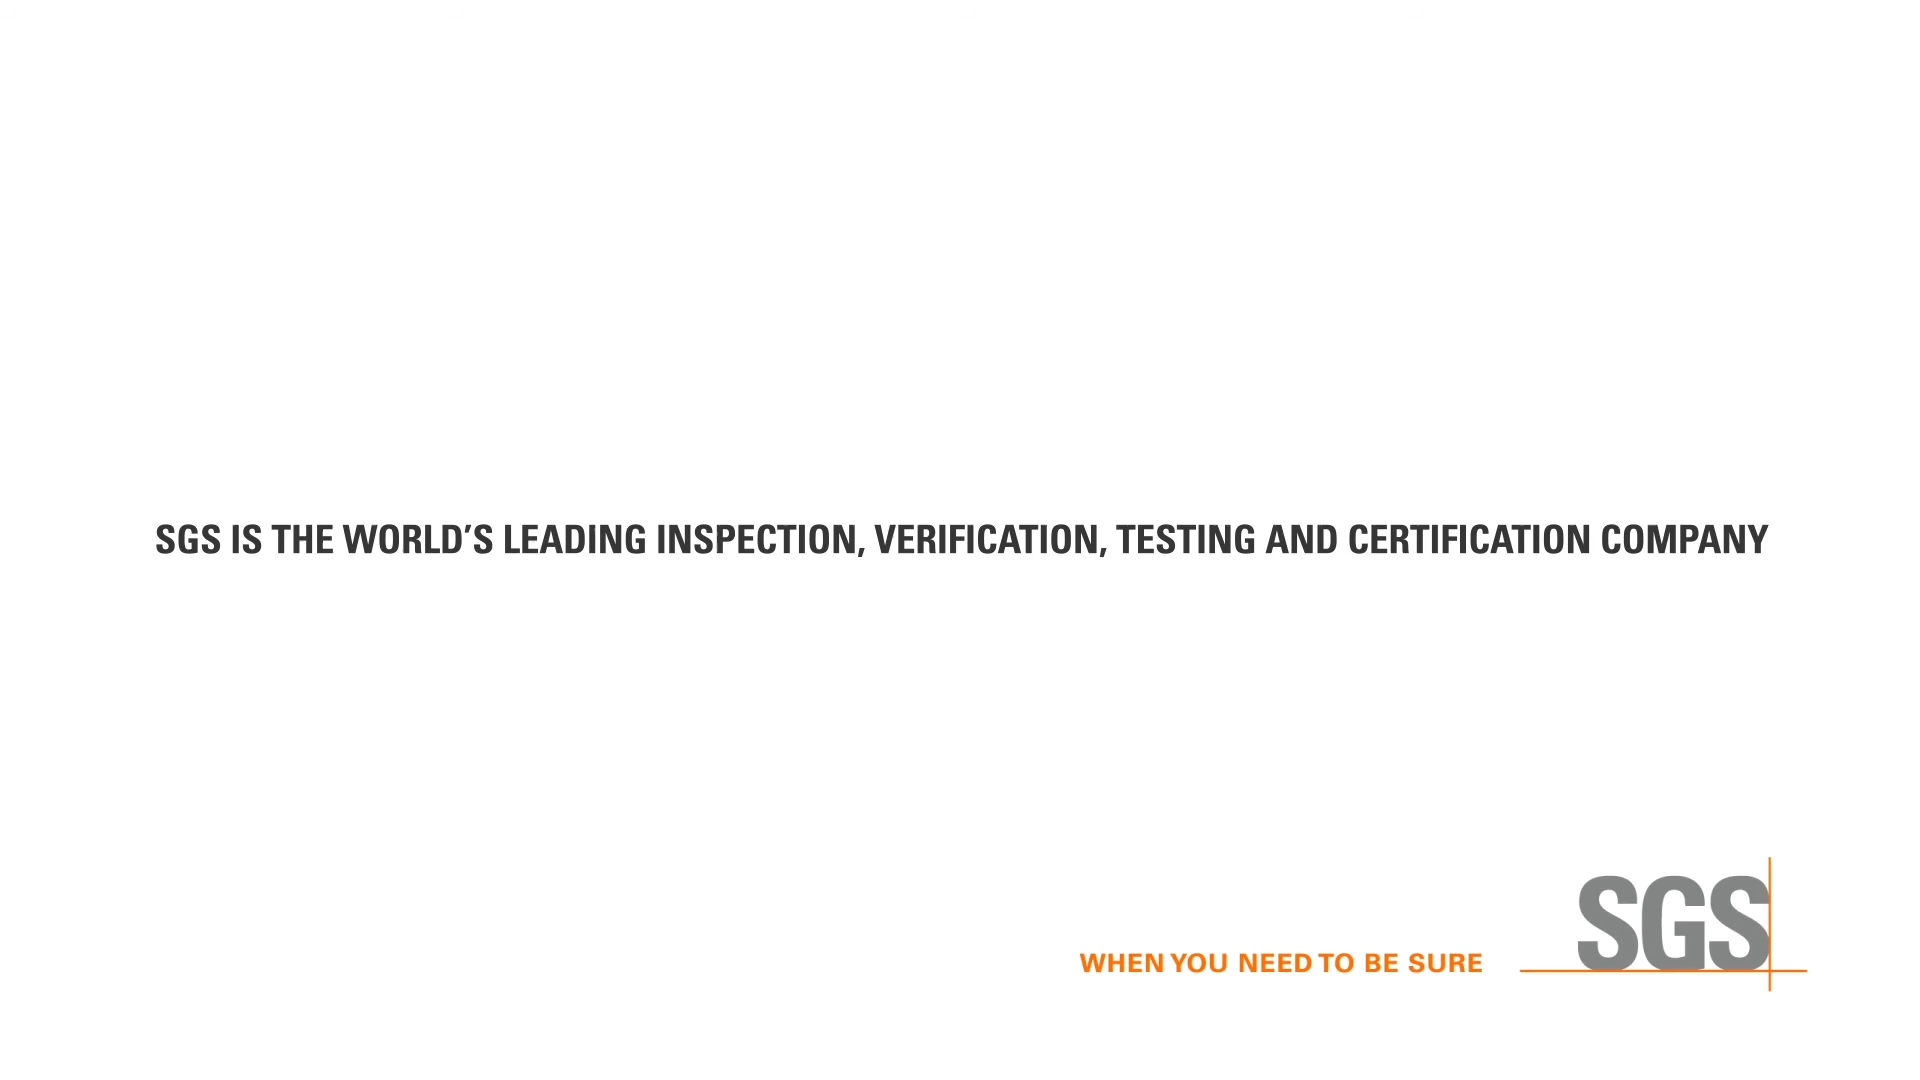 SGS IS THE WORLD’S LEADING INSPECTION, VERIFICATION, TESTING AND CERTIFICATION COMPANY
WHEN YOU NEED TO BE SURE
SGS